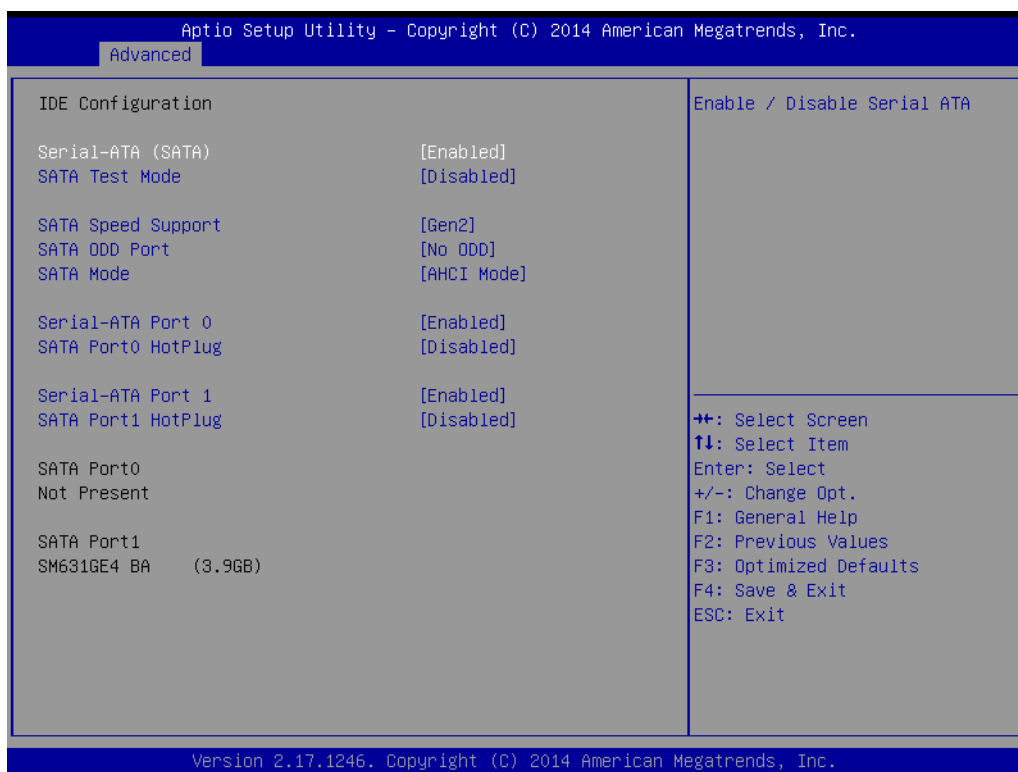 Aptio Setup Utility – Copyright (C) 2014 American Megatrends, Inc.
Advanced
IDE Configuration
Serial-ATA (SATA) [Enabled]
SATA Test Mode [Disabled]
SATA Speed Support [Gen2]
SATA ODD Port [No ODD]
SATA Mode [AHCI Mode]
Serial-ATA Port 0 [Enabled]
SATA Port0 HotPlug [Disabled]
Serial-ATA Port 1 [Enabled]
SATA Port1 HotPlug [Disabled]
SATA Port0
Not Present
SATA Port1
SM631GE4 BA (3.9GB)
Enable / Disable Serial ATA
→←: Select Screen
↑↓: Select Item
Enter: Select
+/-: Change Opt.
F1: General Help
F2: Previous Values
F3: Optimized Defaults
F4: Save & Exit
ESC: Exit
Version 2.17.1246. Copyright (C) 2014 American Megatrends, Inc.